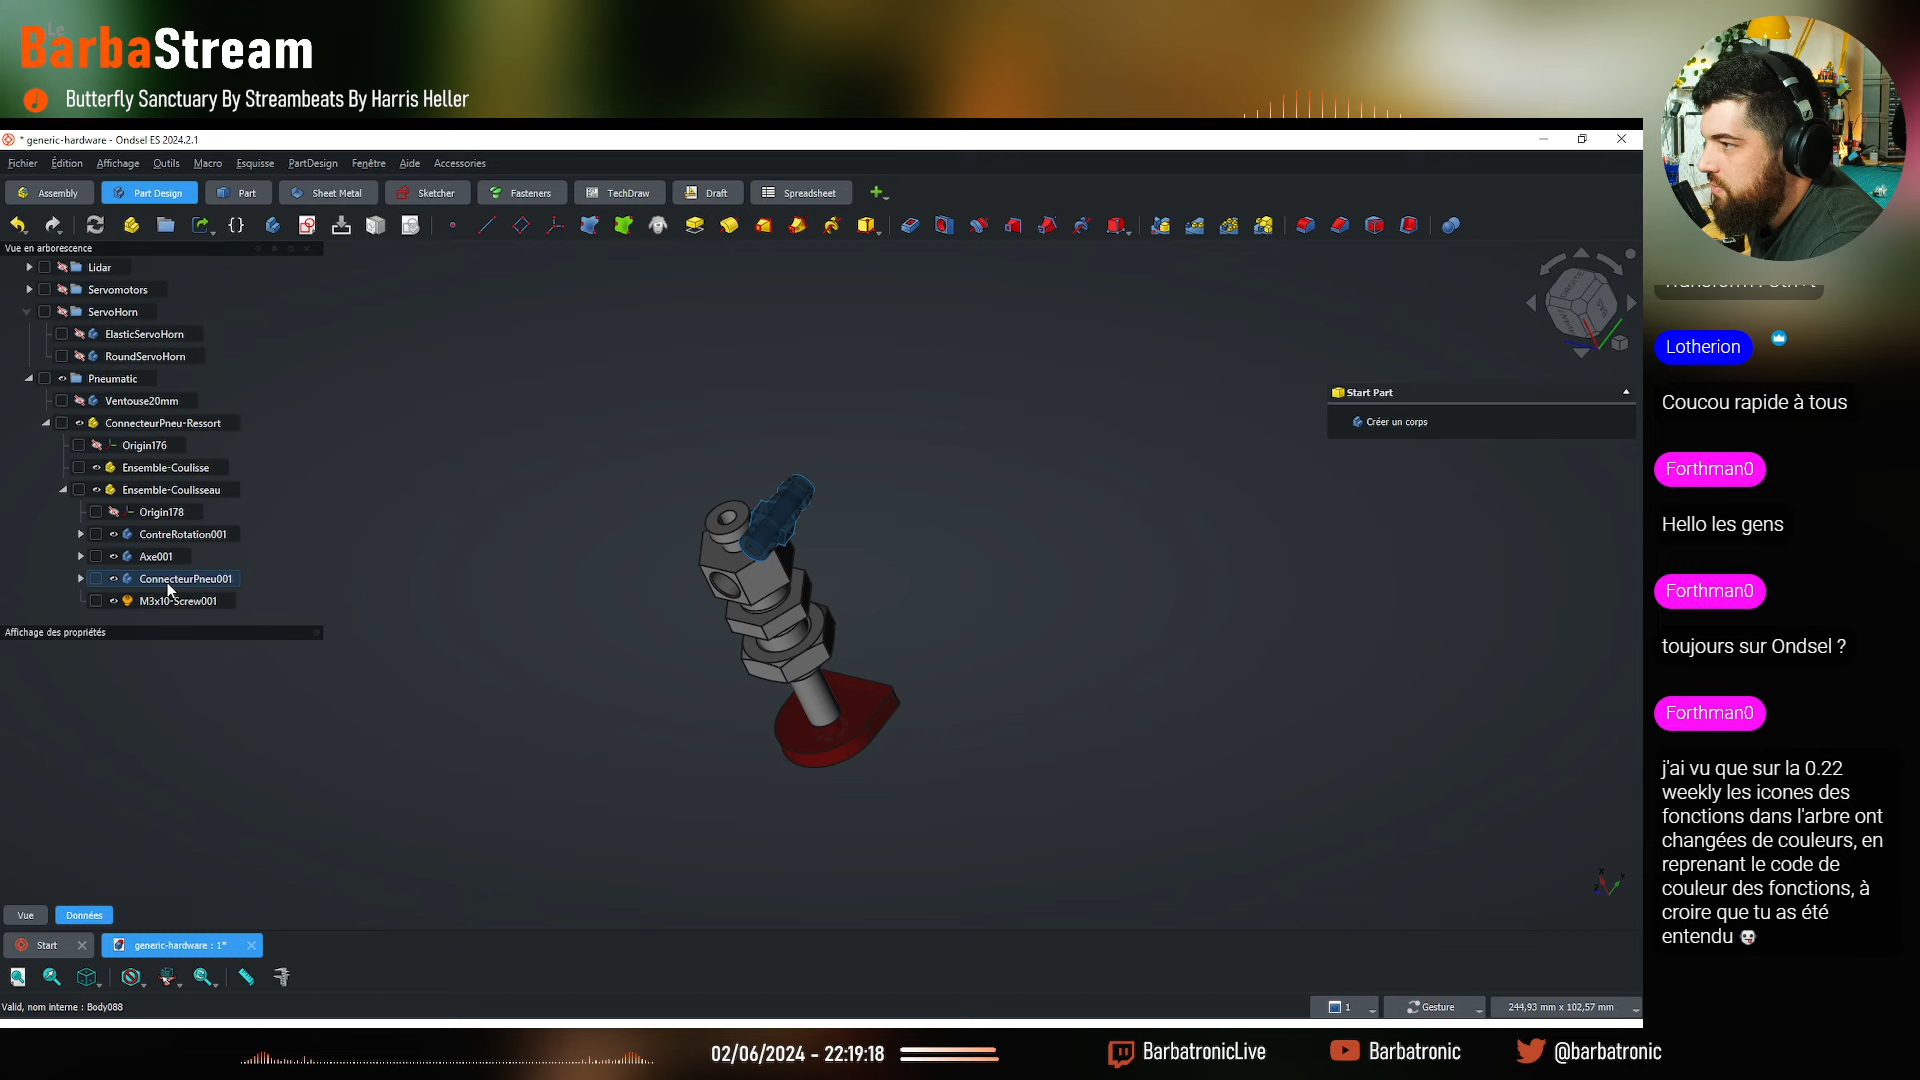 Le
BarbaStream
Butterfly Sanctuary By Streambeats By Harris Heller
* generic-hardware - Ondsel ES 2024.2.1
Fichier Édition Affichage Outils Macro Esquisse PartDesign Fenêtre Aide Accessories
Assembly Part Design Part Sheet Metal Sketcher Fasteners TechDraw Draft Spreadsheet
Vue en arborescence
Lidar
Servomotors
ServoHorn
ElasticServoHorn
RoundServoHorn
Pneumatic
Ventouse20mm
ConnecteurPneu-Ressort
Origin176
Ensemble-Coulisse
Ensemble-Coulisseau
Origin178
ContreRotation001
Axe001
ConnecteurPneu001
M3x10-Screw001
Affichage des propriétés
BAS
Start Part
Créer un corps
Vue Données
Start generic-hardware : 1*
Valid, nom interne : Body088
1 Gesture 244,93 mm x 102,57 mm
Lotherion
Coucou rapide à tous
Forthman0
Hello les gens
Forthman0
toujours sur Ondsel ?
Forthman0
j'ai vu que sur la 0.22
weekly les icones des
fonctions dans l'arbre ont
changées de couleurs, en
reprenant le code de
couleur des fonctions, à
croire que tu as été
entendu
02/06/2024 - 22:19:18
BarbatronicLive
Barbatronic
@barbatronic